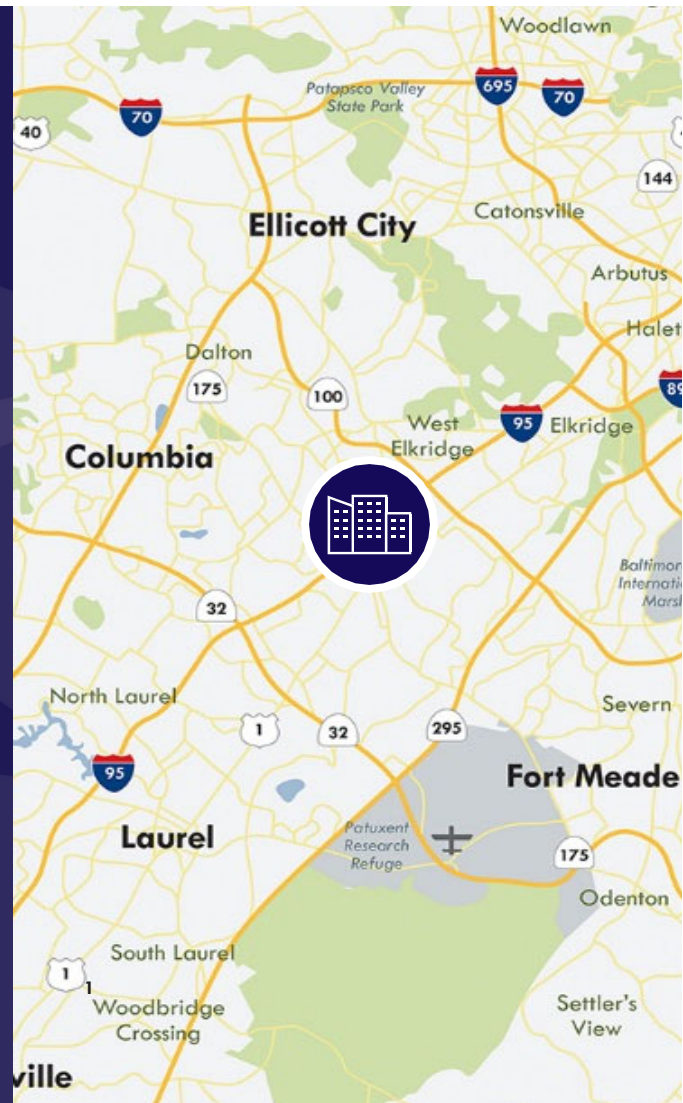 Woodlawn
Patapsco Valley
State Park
695
70
70
40
144
Ellicott City
Catonsville
Arbutus
Halet
Dalton
175
100
89
West
Elkridge
95
Elkridge
Columbia
Baltimor
Internatio
Marsh
32
North Laurel
Severn
1
32
295
95
Fort Meade
Laurel
Patuxent
Research
Refuge
175
Odenton
South Laurel
1
1
Woodbridge
Crossing
Settler's
View
ville